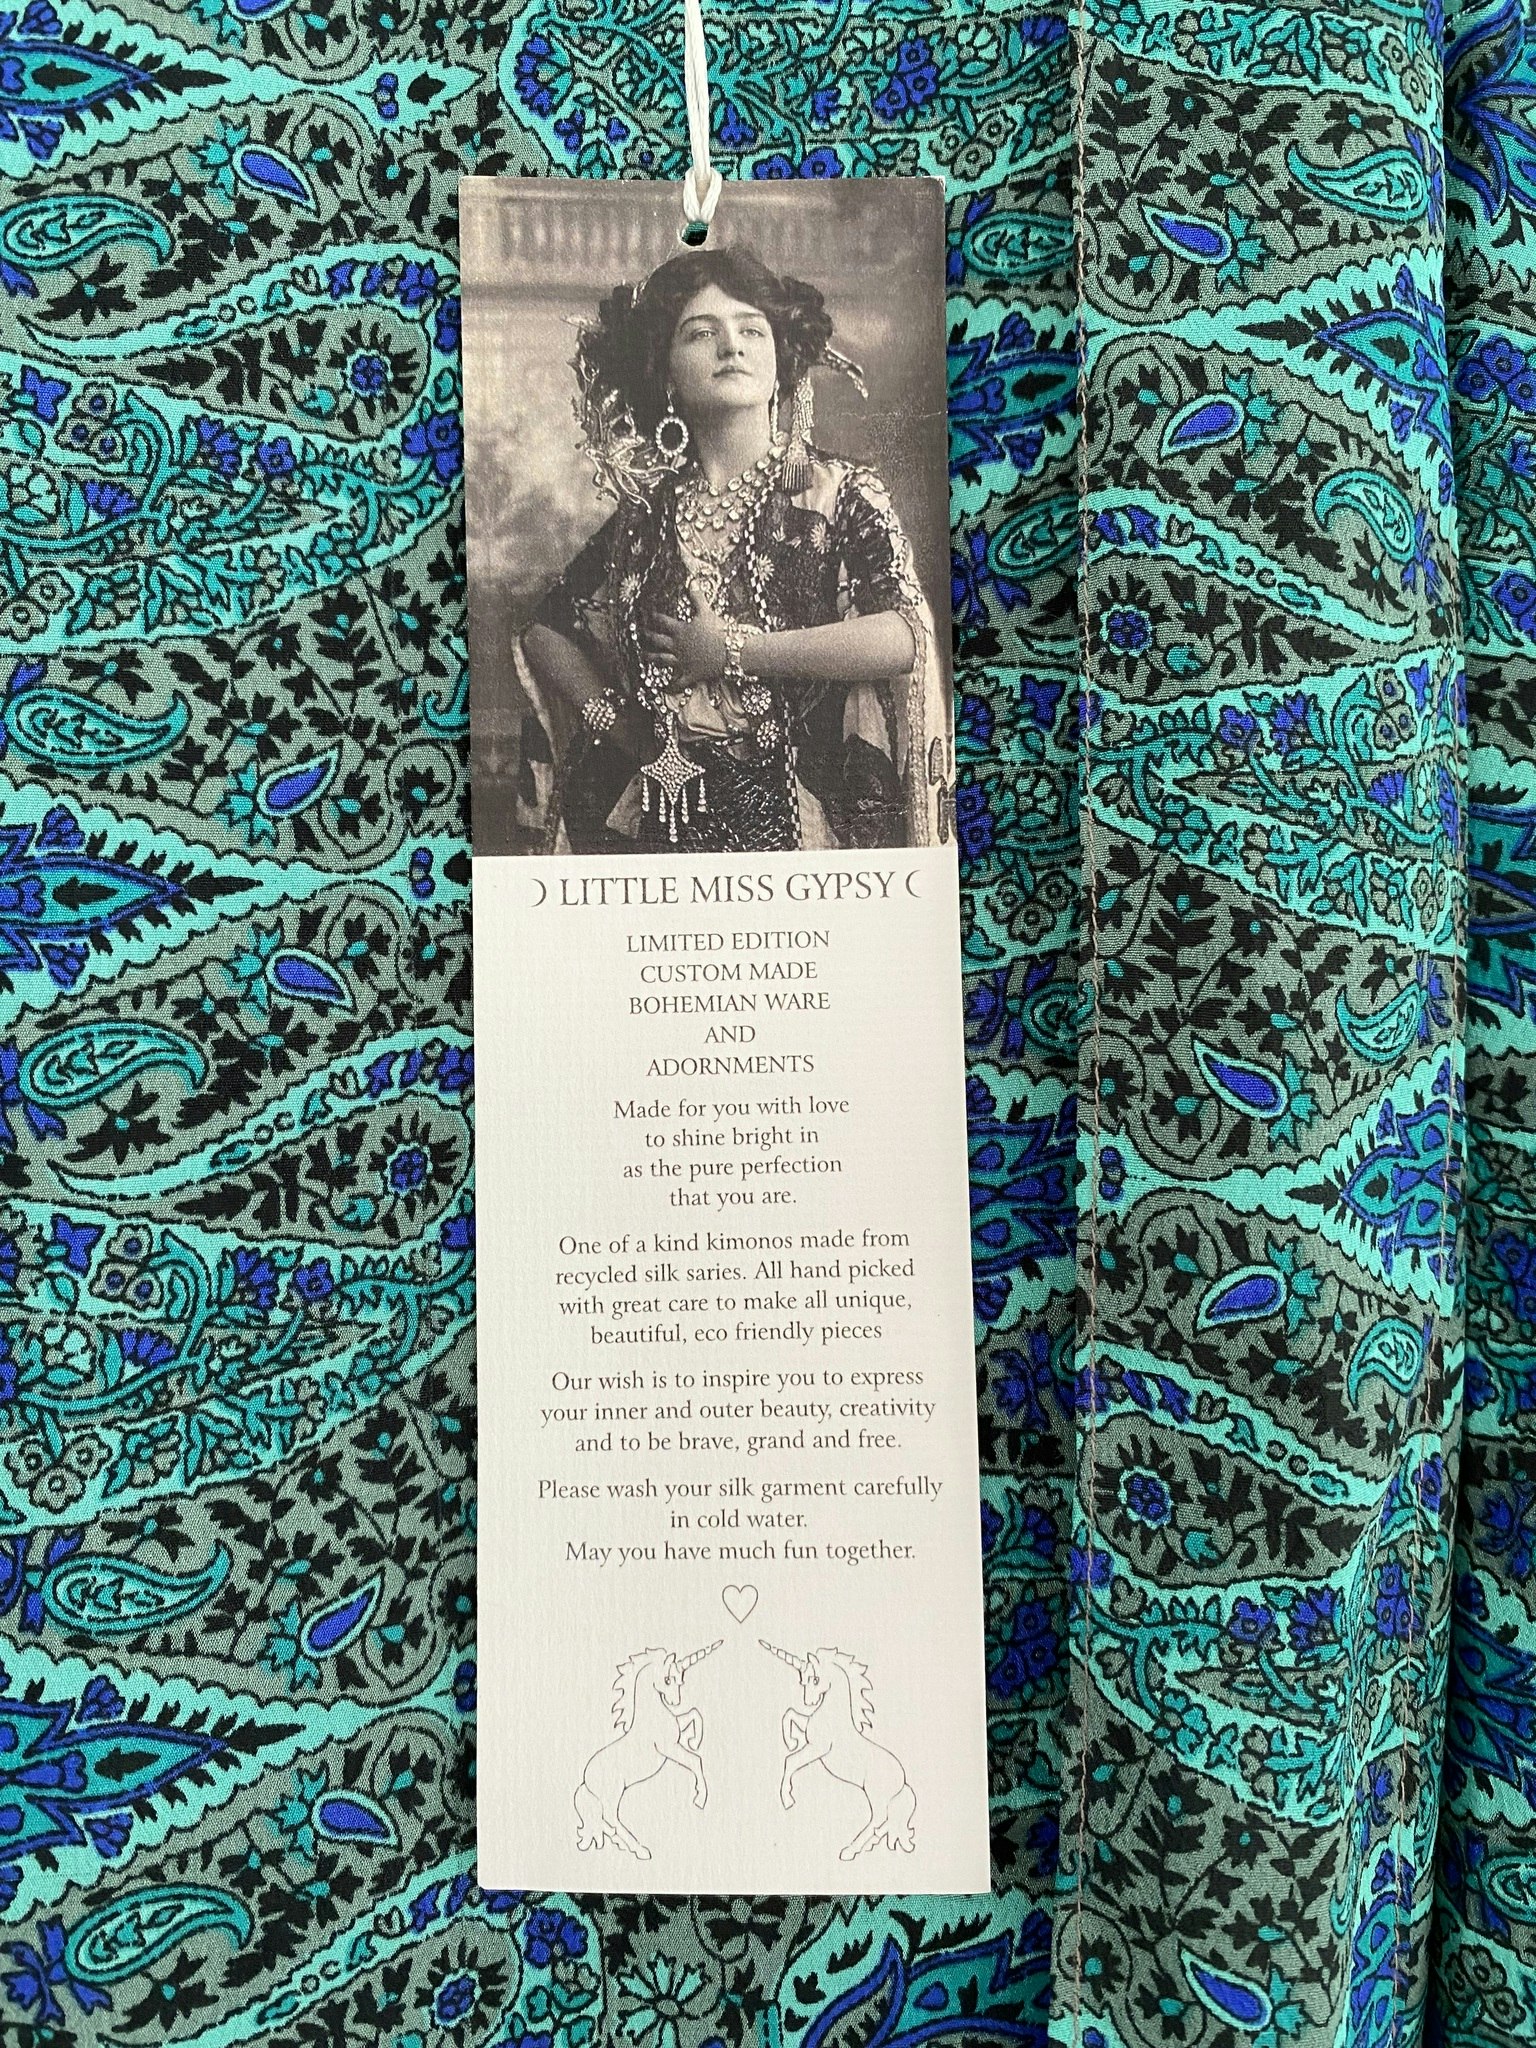 LITTLE MISS GYPSY
LIMITED EDITION
CUSTOM MADE
BOHEMIAN WARE
AND
ADORNMENTS
Made for you with love
to shine bright in
as the pure perfection
that you are.
One of a kind kimonos made from
recycled silk saries. All hand picked
with great care to make all unique,
beautiful, eco friendly pieces
Our wish is to inspire you to express
your inner and outer beauty, creativity
and to be brave, grand and free.
Please wash your silk garment carefully
in cold water.
May you have much fun together.